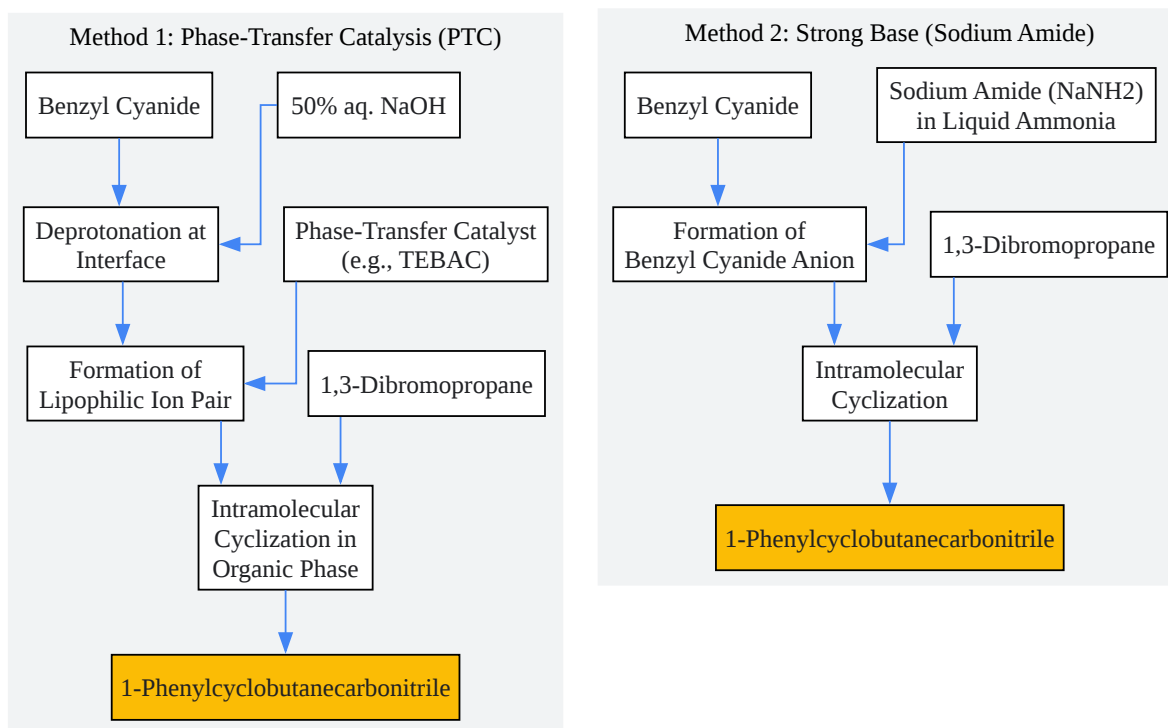 Method 1: Phase-Transfer Catalysis (PTC)
Benzyl Cyanide
50% aq. NaOH
Deprotonation at
Interface
Phase-Transfer Catalyst
(e.g., TEBAC)
Formation of
Lipophilic Ion Pair
1,3-Dibromopropane
Intramolecular
Cyclization in
Organic Phase
1-Phenylcyclobutanecarbonitrile
Method 2: Strong Base (Sodium Amide)
Benzyl Cyanide
Sodium Amide (NaNH2)
in Liquid Ammonia
Formation of
Benzyl Cyanide Anion
1,3-Dibromopropane
Intramolecular
Cyclization
1-Phenylcyclobutanecarbonitrile